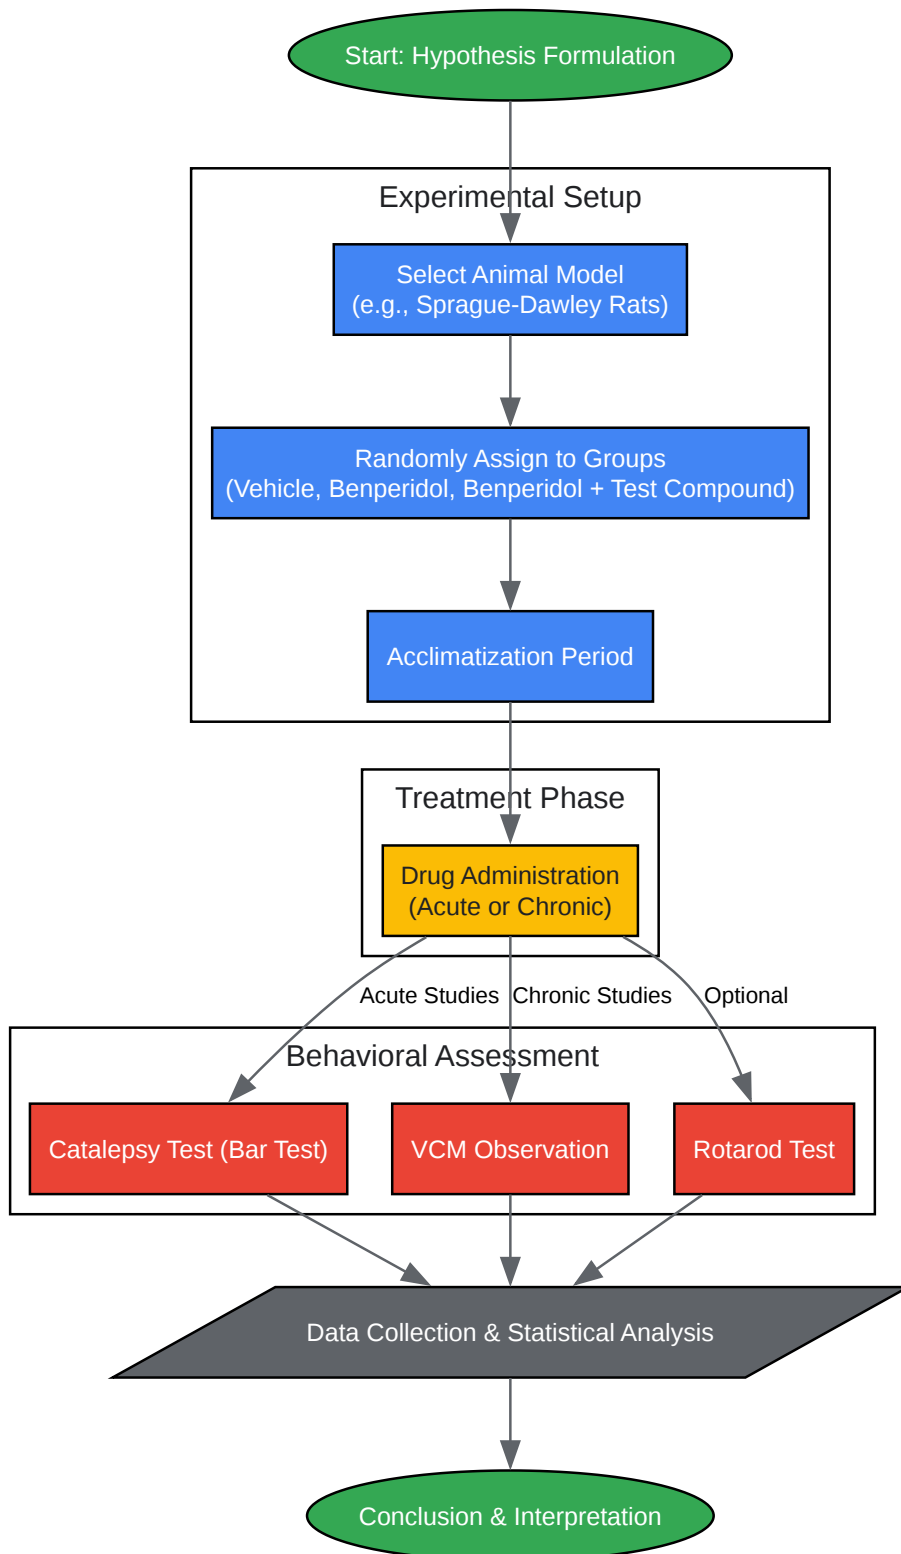 Start: Hypothesis Formulation
Experimental Setup
Select Animal Model
(e.g., Sprague-Dawley Rats)
Randomly Assign to Groups
(Vehicle, Benperidol, Benperidol + Test Compound)
Acclimatization Period
Treatment Phase
Drug Administration
(Acute or Chronic)
Acute Studies
Chronic Studies
Optional
Behavioral Assessment
Catalepsy Test (Bar Test)
VCM Observation
Rotarod Test
Data Collection & Statistical Analysis
Conclusion & Interpretation